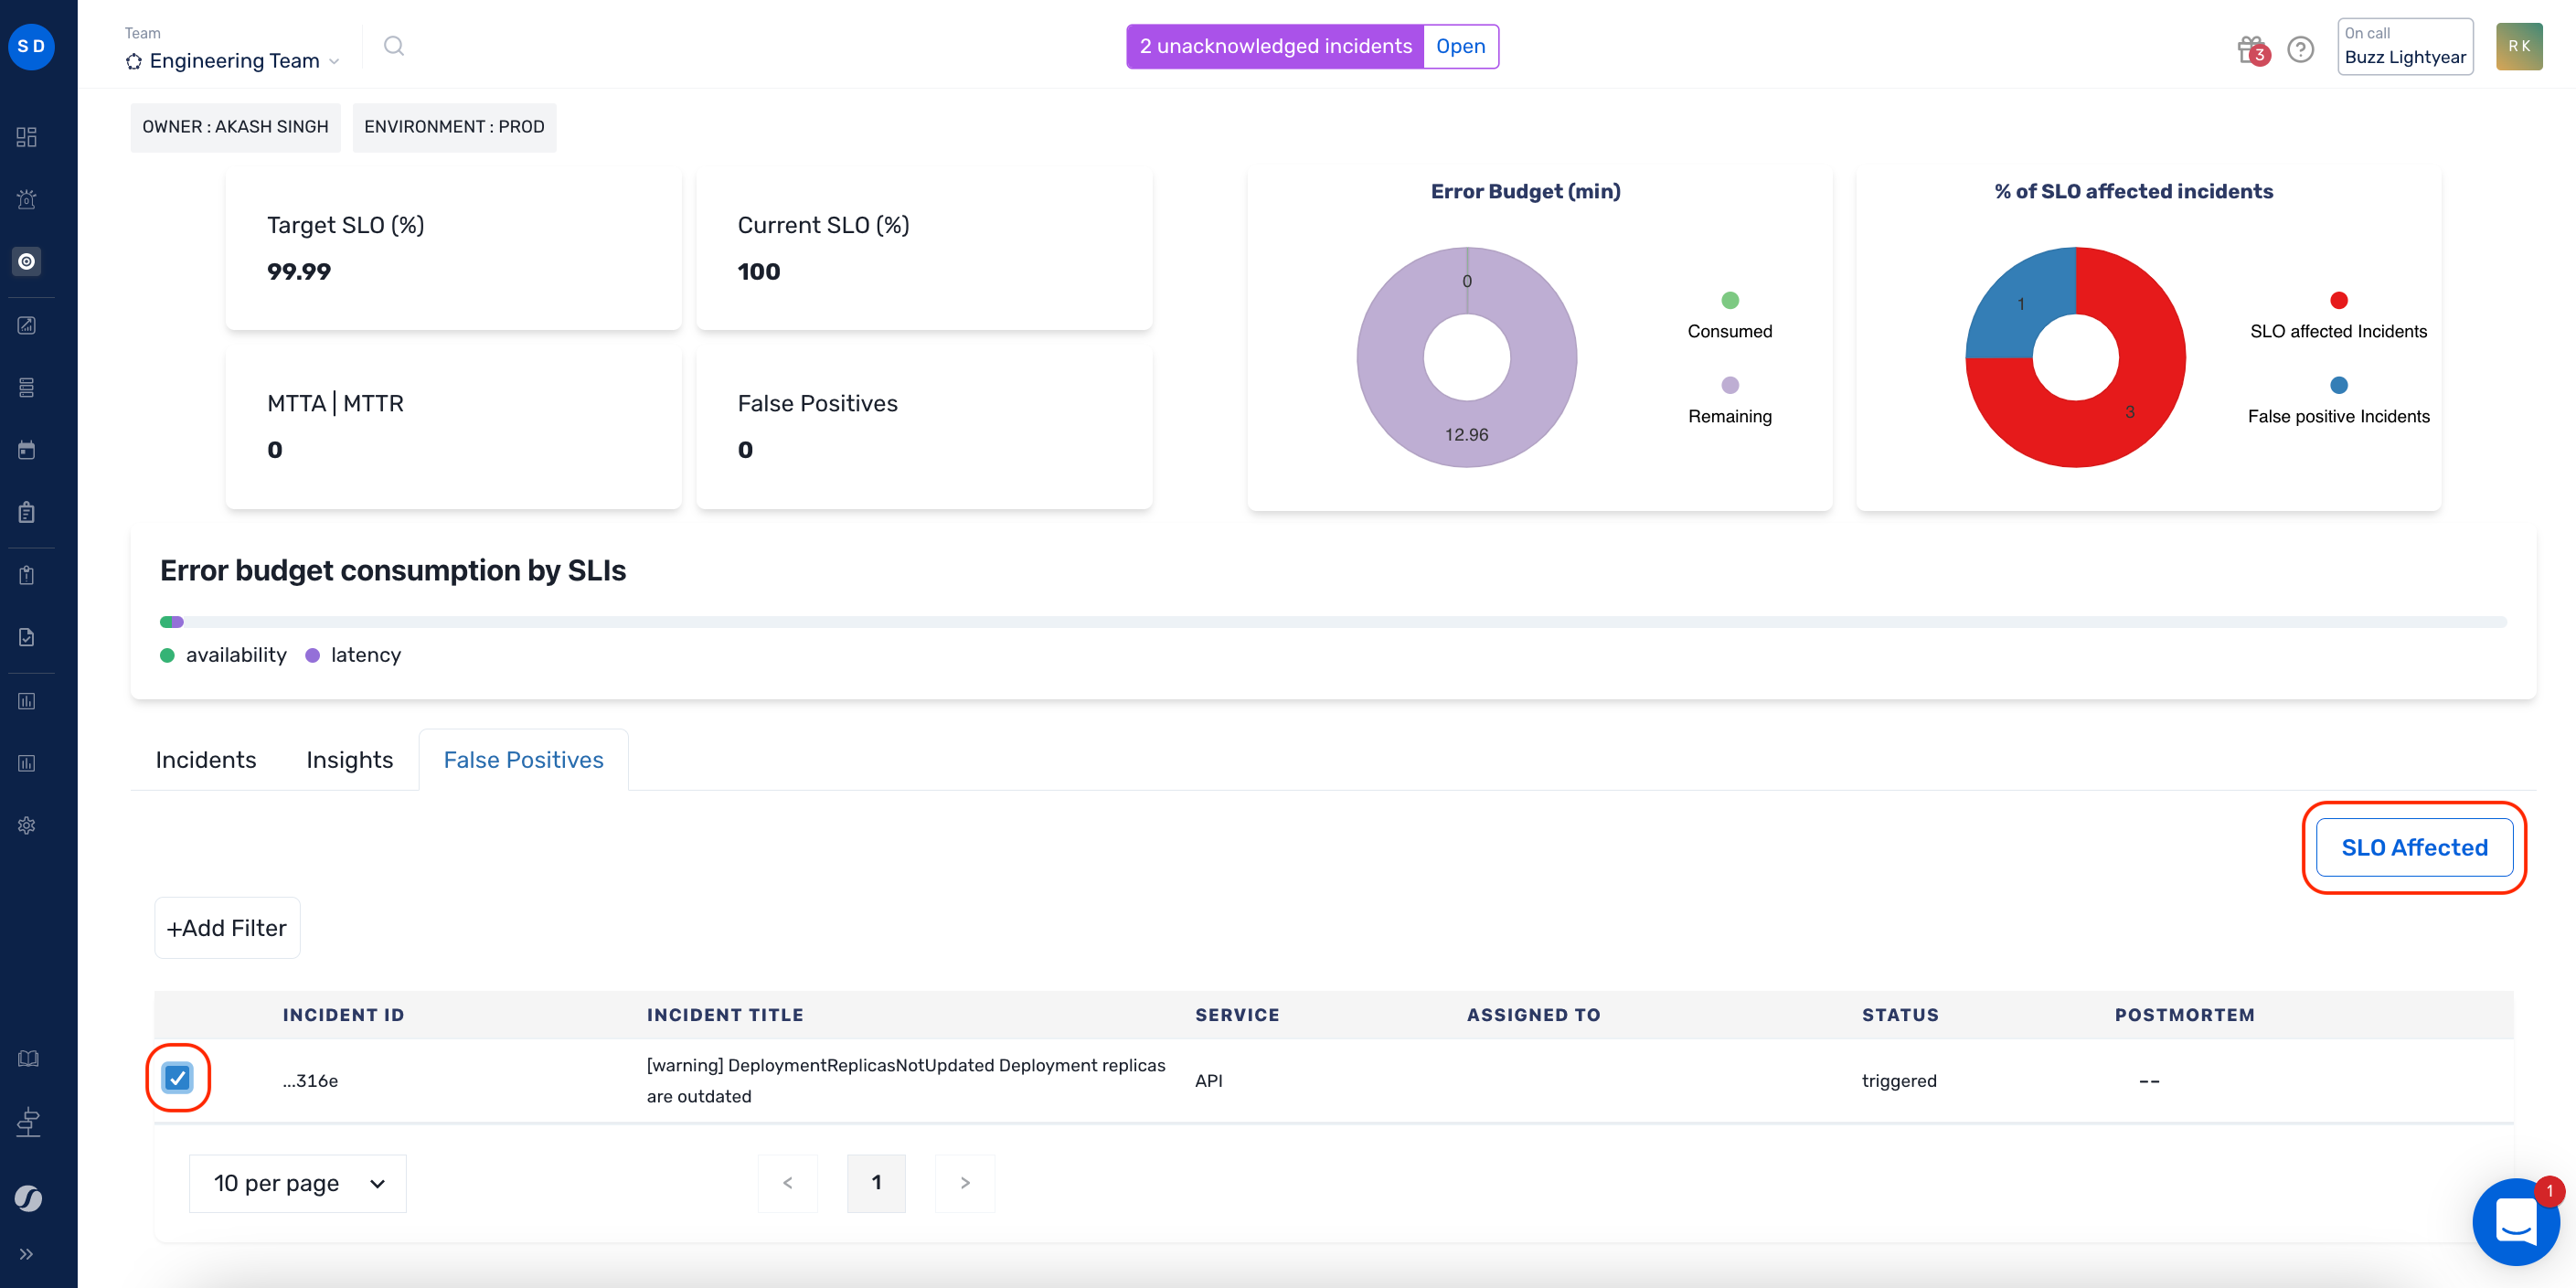 S D
Team
Engineering Team
2 unacknowledged incidents Open
3
On call
Buzz Lightyear
R K
OWNER : AKASH SINGH
ENVIRONMENT : PROD
Target SLO (%)
99.99
Current SLO (%)
100
MTTA | MTTR
0
False Positives
0
Error Budget (min)
0
12.96
Consumed
Remaining
% of SLO affected incidents
1
3
SLO affected Incidents
False positive Incidents
Error budget consumption by SLIs
availability latency
Incidents Insights False Positives
SLO Affected
+Add Filter
INCIDENT ID INCIDENT TITLE SERVICE ASSIGNED TO STATUS POSTMORTEM
...316e [warning] DeploymentReplicasNotUpdated Deployment replicas are outdated API triggered --
10 per page < 1 >
1